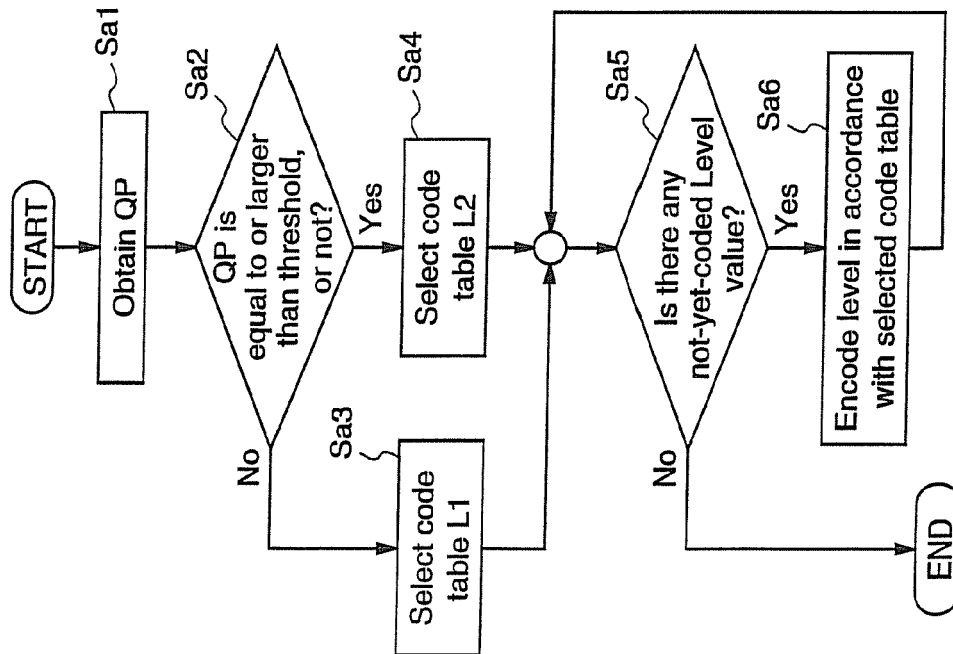 START
Sa1
Obtain QP
Sa2
QP is
equal to or larger
than threshold,
or not?
No
Yes
Sa3
Select code
table L1
Sa4
Select code
table L2
Sa5
Is there any
not-yet-coded Level
value?
No
Yes
Sa6
Encode level in accordance
with selected code table
END